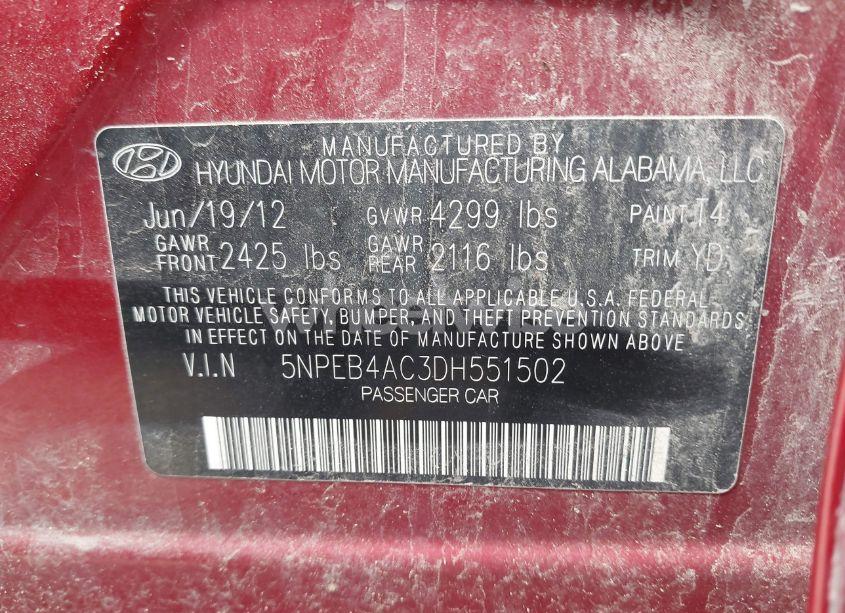 MANUFACTURED BY
HYUNDAI MOTOR MANUFACTURING ALABAMA, LLC
Jun/19/12 GVWR 4299 lbs PAINT T4
GAWR FRONT 2425 lbs GAWR REAR 2116 lbs TRIM YD
THIS VEHICLE CONFORMS TO ALL APPLICABLE U.S.A. FEDERAL
MOTOR VEHICLE SAFETY, BUMPER, AND THEFT PREVENTION STANDARDS
IN EFFECT ON THE DATE OF MANUFACTURE SHOWN ABOVE
V.I.N 5NPEB4AC3DH551502
PASSENGER CAR